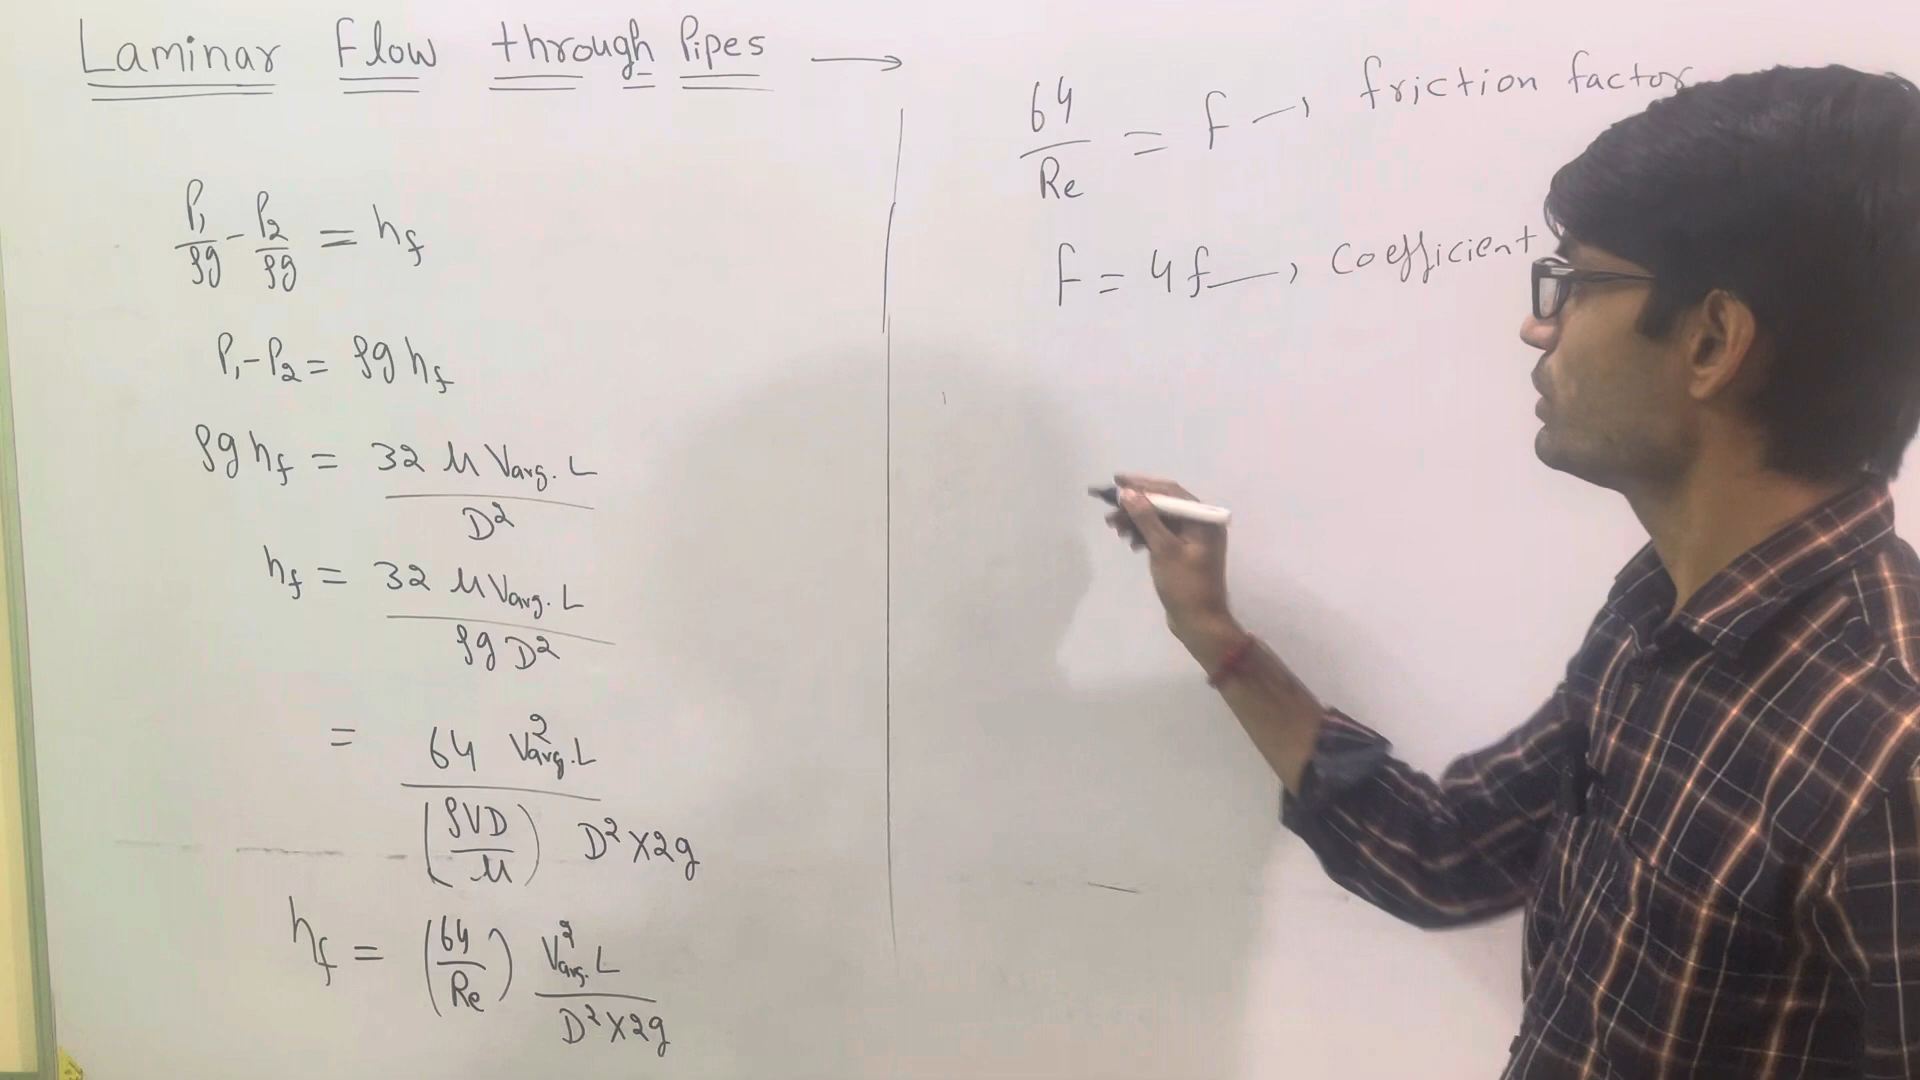 Laminar Flow through Pipes →
P₁/ρg - P₂/ρg = hf
P₁-P₂ = ρg hf
ρg hf = 32 μ Vavg. L / D²
hf = 32 μ Vavg. L / ρg D²
= 64 V²avg. L / (ρVD/μ) D² X2g
hf = (64/Re) V²avg. L / D² X2g
64/Re = F → friction factor
F = 4f → Coefficient